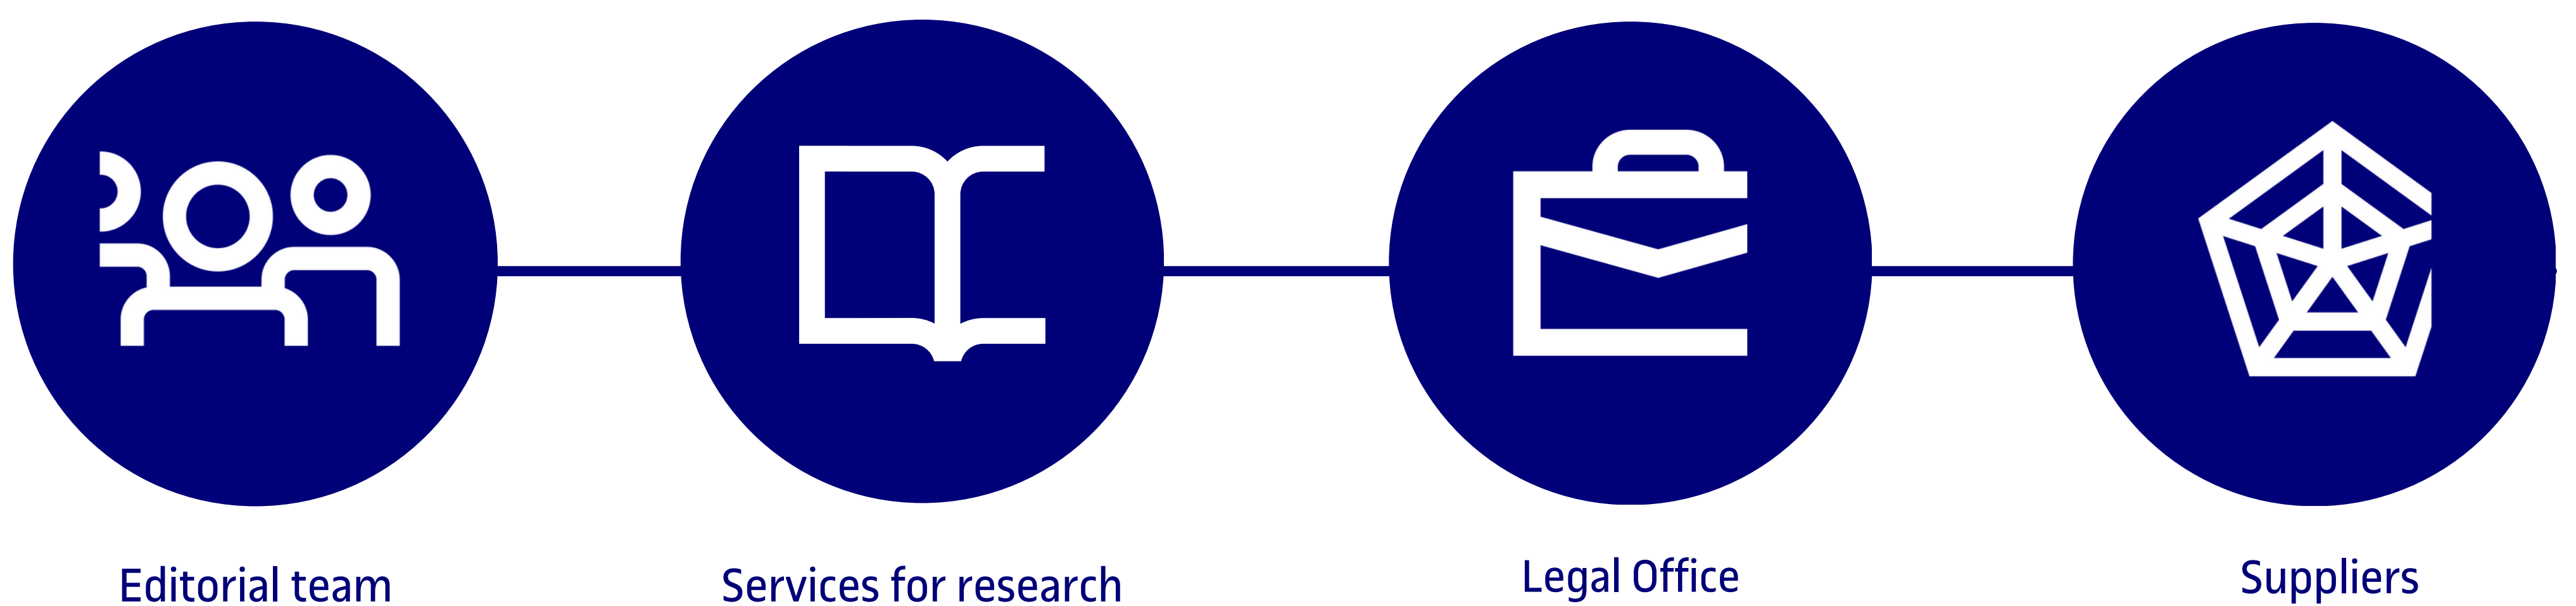 Editorial team
Services for research
Legal Office
Suppliers